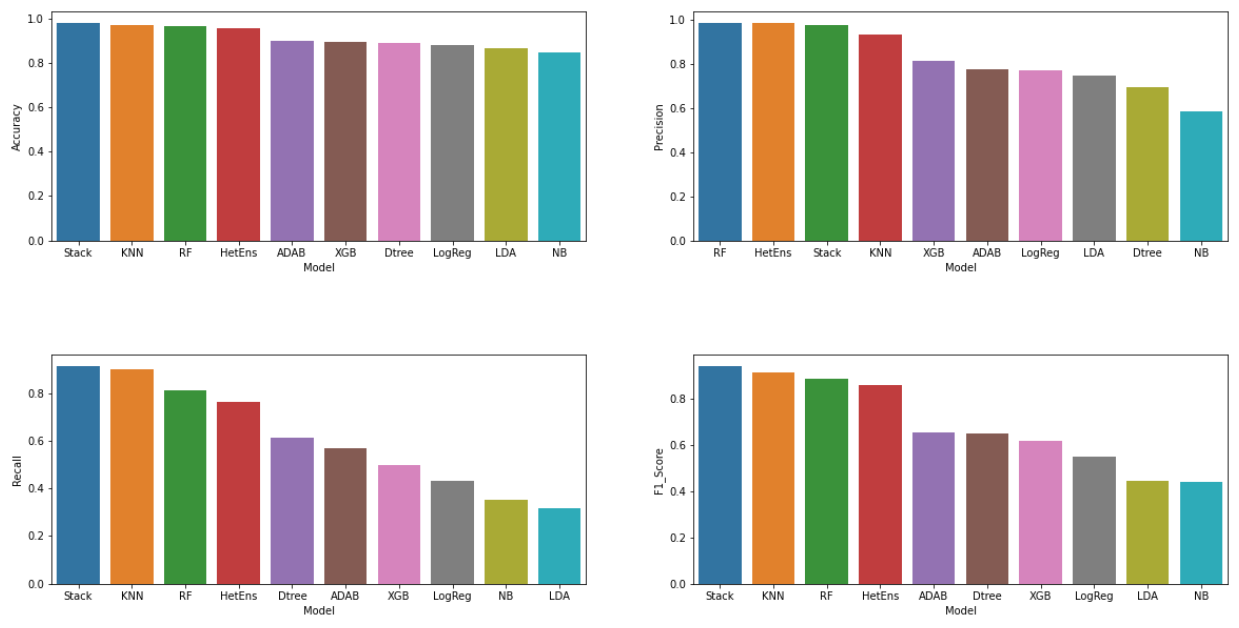 Accuracy
1.0
0.8
0.6
0.4
0.2
0.0
Stack KNN RF HetEns ADAB XGB Dtree LogReg LDA NB
Model
Precision
1.0
0.8
0.6
0.4
0.2
0.0
RF HetEns Stack KNN XGB ADAB LogReg LDA Dtree NB
Model
Recall
0.8
0.6
0.4
0.2
0.0
Stack KNN RF HetEns Dtree ADAB XGB LogReg NB LDA
Model
F1_Score
0.8
0.6
0.4
0.2
0.0
Stack KNN RF HetEns ADAB Dtree XGB LogReg LDA NB
Model